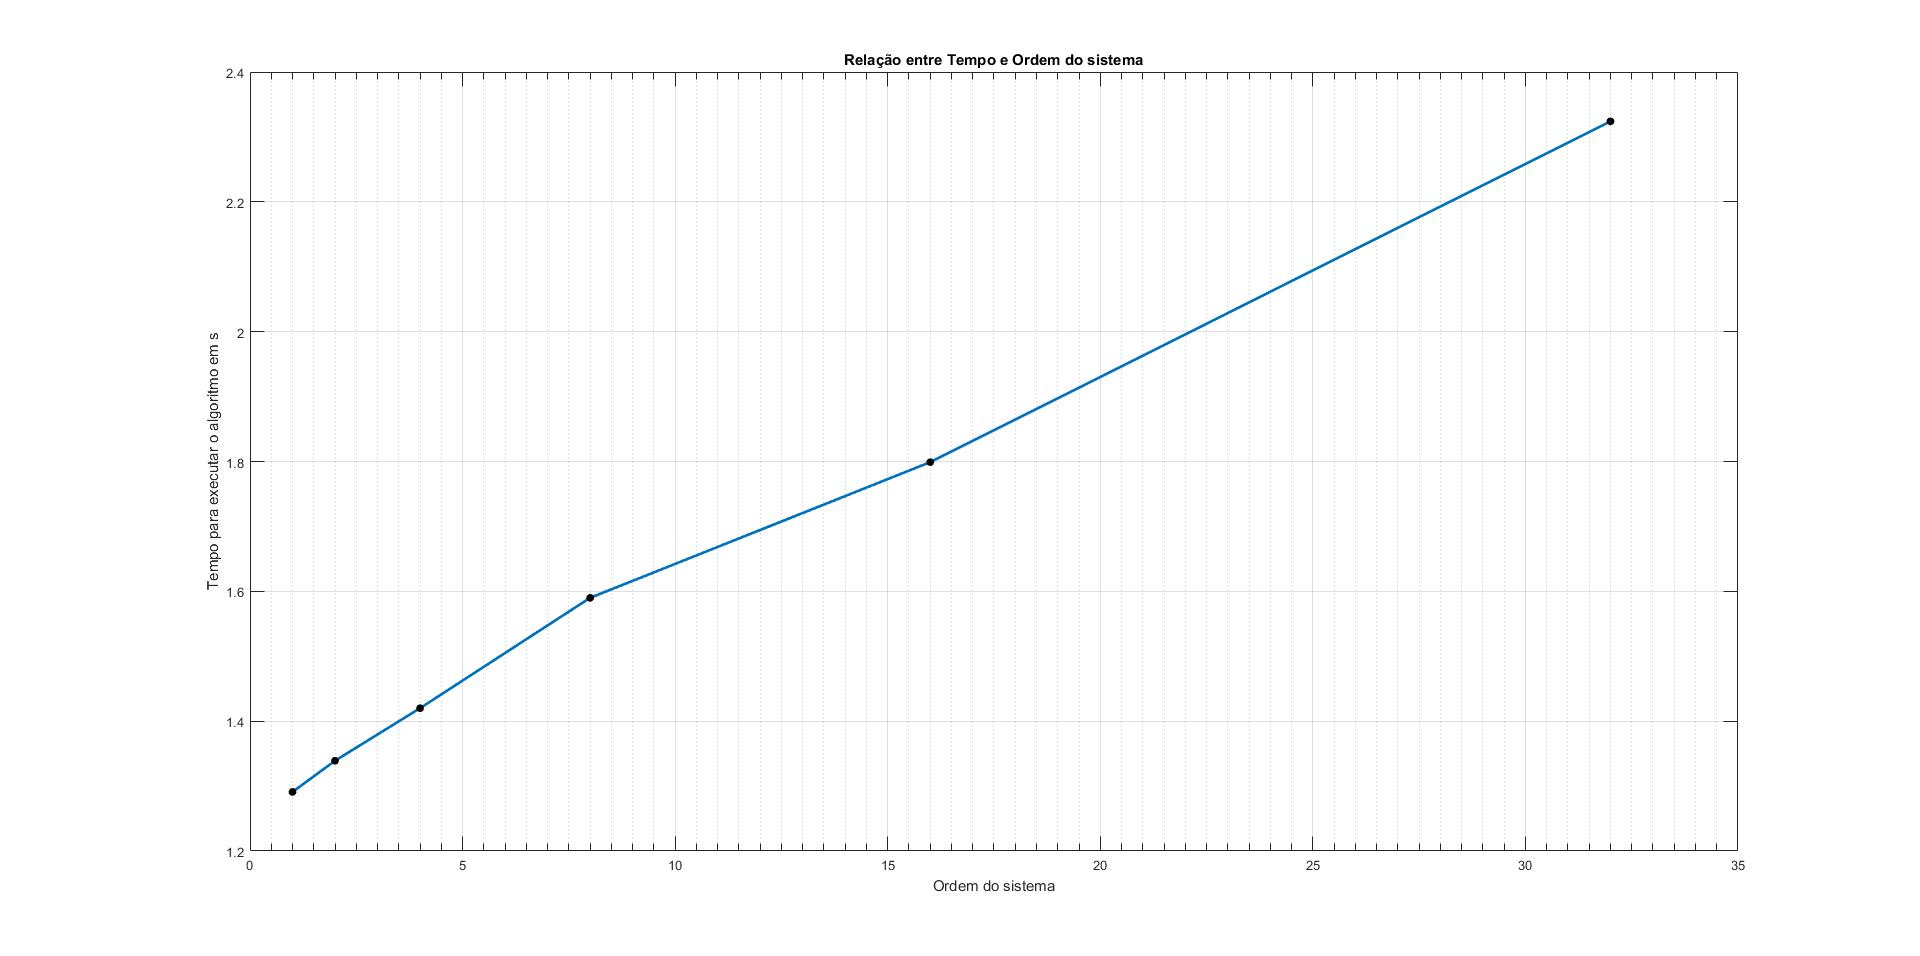 Relação entre Tempo e Ordem do sistema
2.4
2.2
2
1.8
1.6
1.4
1.2
Tempo para executar o algoritmo em s
0 5 10 15 20 25 30 35
Ordem do sistema